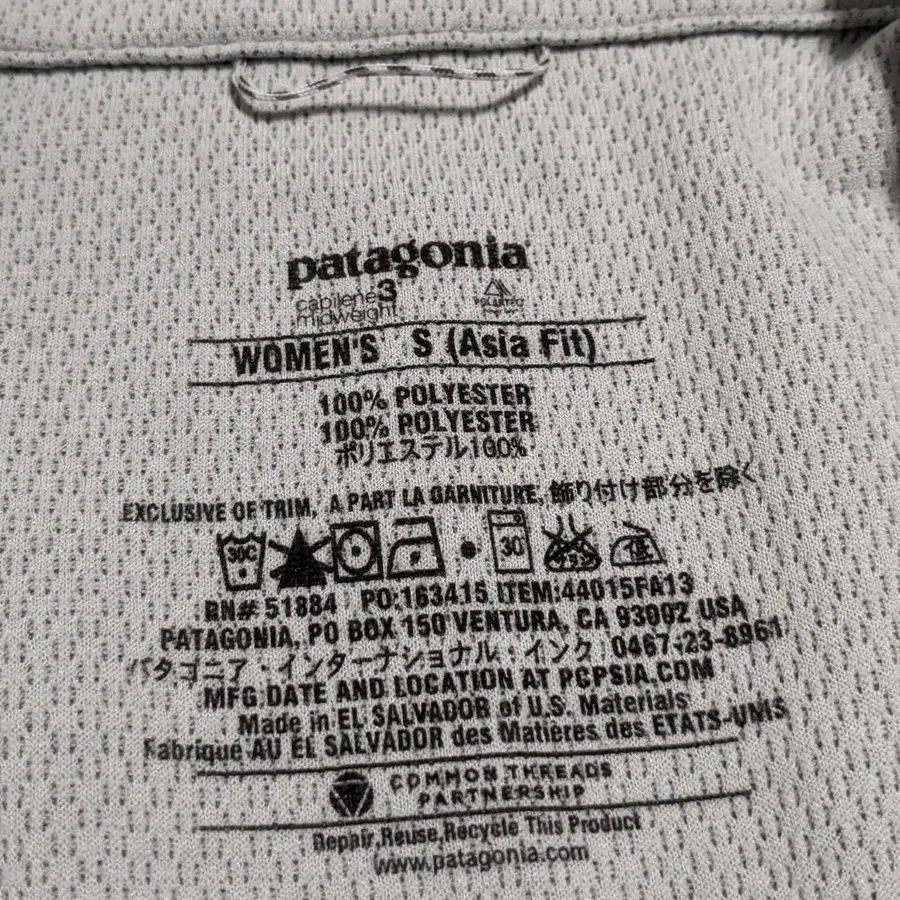 patagonia
capilene 3
midweight
POLARTEC
WOMEN'S S (Asia Fit)
100% POLYESTER
100% POLYESTER
ポリエステル100%
EXCLUSIVE OF TRIM, A PART LA GARNITURE, 飾り付け部分を除く
30C 30 中性 低
RN# 51884 PO:163415 ITEM:44015FA13
PATAGONIA, PO BOX 150 VENTURA, CA 93002 USA
パタゴニア・インターナショナル・インク 0467-23-8961
MFG DATE AND LOCATION AT PCPSIA.COM
Made in EL SALVADOR of U.S. Materials
Fabriqué AU EL SALVADOR des Matières des ETATS-UNIS
COMMON THREADS
PARTNERSHIP
Repair,Reuse,Recycle This Product
www.patagonia.com